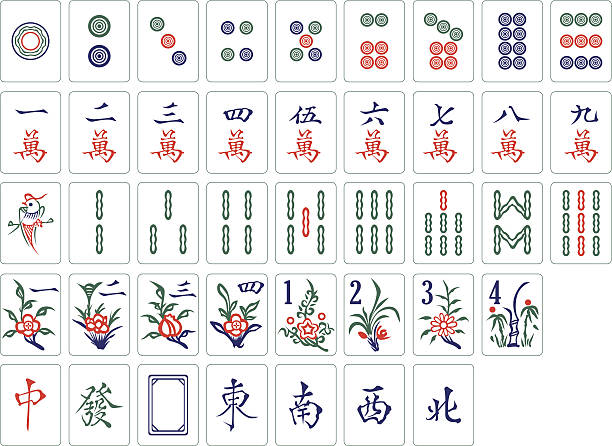 一 二 三 四 伍 六 七 八 九
萬 萬 萬 萬 萬 萬 萬 萬 萬
一 二 三 四 1 2 3 4
中 發 東 南 西 北